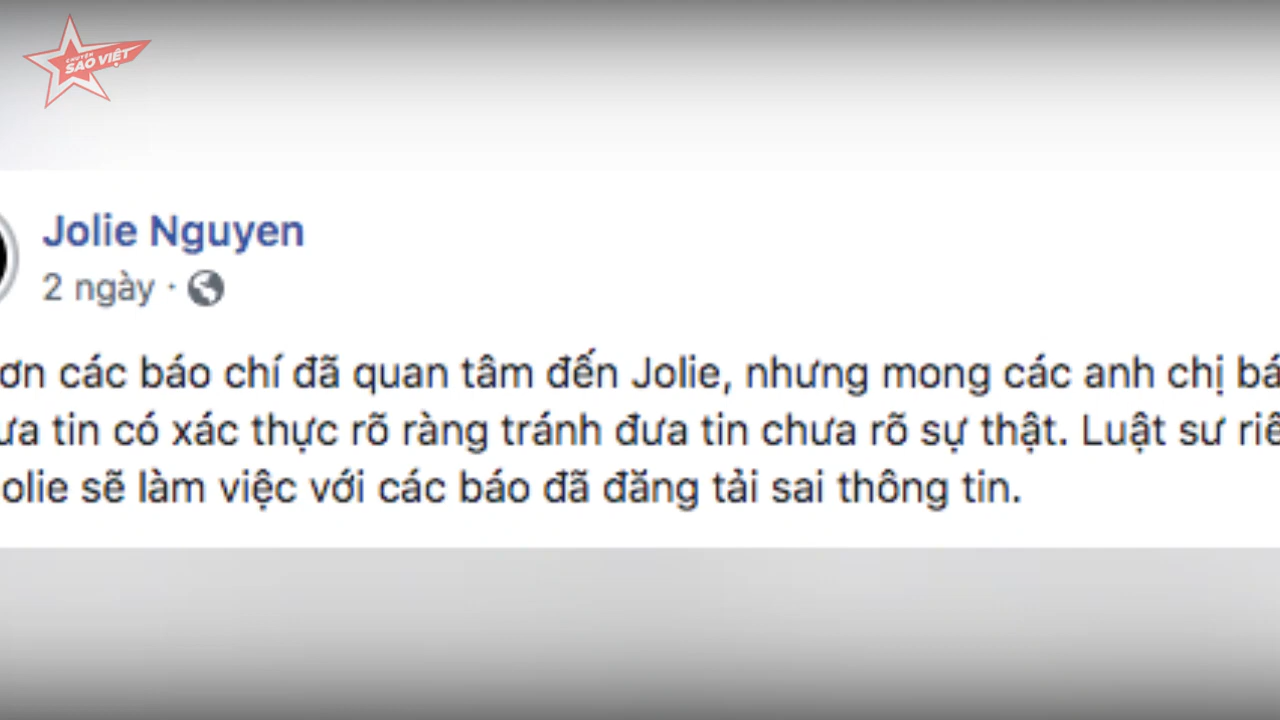 CHUYỆN
SAO VIỆT
Jolie Nguyen
2 ngày ·
ơn các báo chí đã quan tâm đến Jolie, nhưng mong các anh chị bá
ưa tin có xác thực rõ ràng tránh đưa tin chưa rõ sự thật. Luật sư riê
olie sẽ làm việc với các báo đã đăng tải sai thông tin.